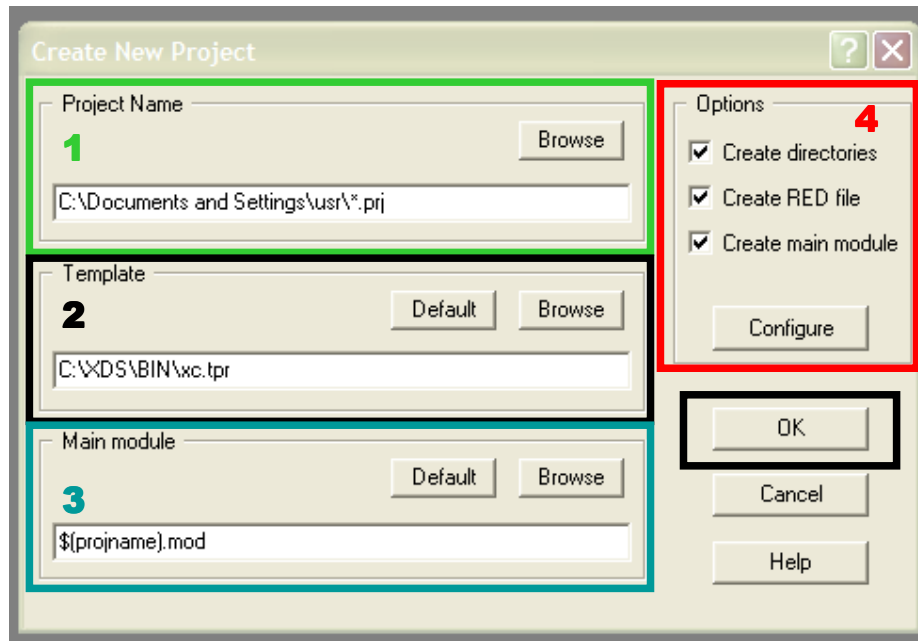 Create New Project
Project Name
1
Browse
C:\Documents and Settings\usr\*.prj
Template
2
Default Browse
C:\XDS\BIN\xc.tpr
Main module
3
Default Browse
$(projname).mod
Options
4
Create directories
Create RED file
Create main module
Configure
OK
Cancel
Help